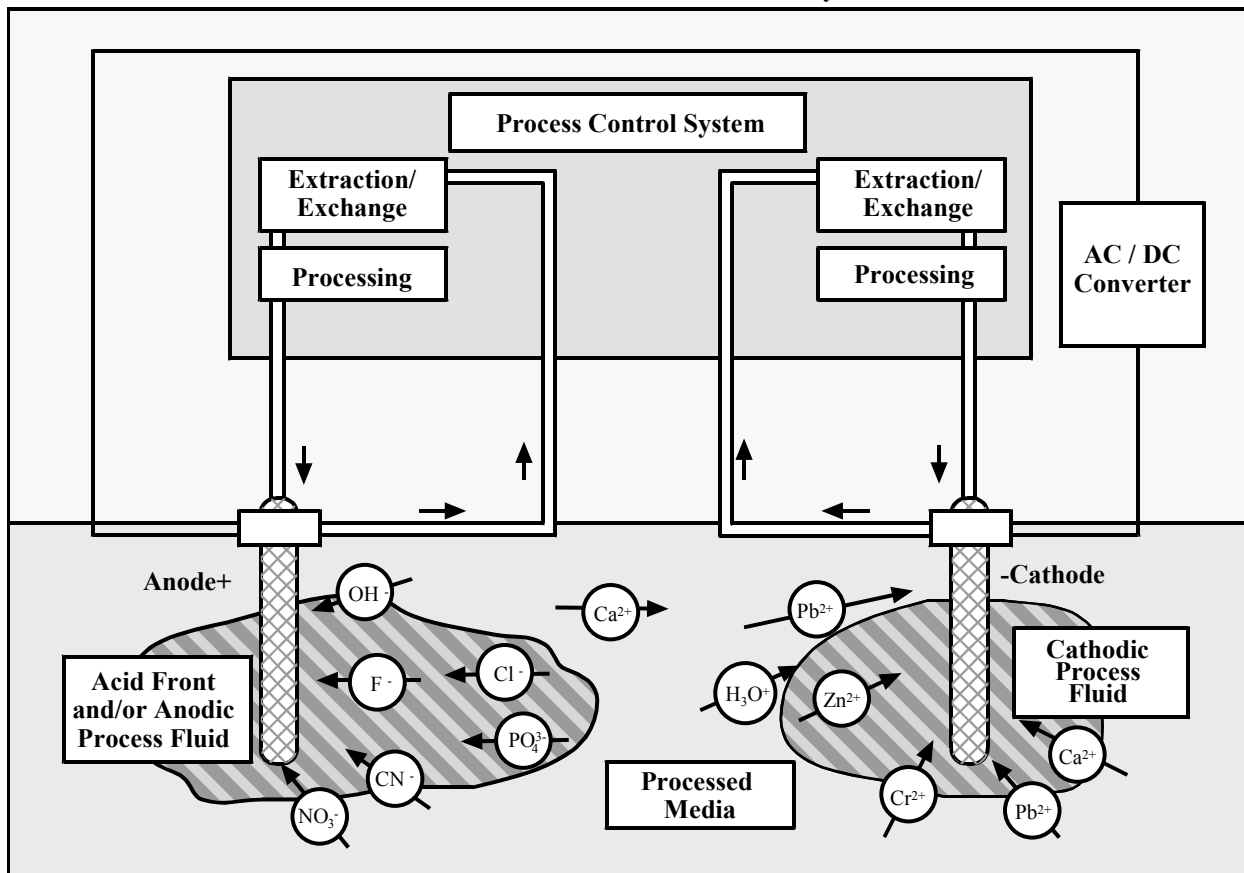 Process Control System
Extraction/
Exchange
Processing
Extraction/
Exchange
Processing
AC / DC
Converter
Anode+
-Cathode
OH -
Ca2+
Pb2+
F -
Cl -
H3O+
Zn2+
PO43-
CN -
NO3-
Cr2+
Pb2+
Ca2+
Acid Front
and/or Anodic
Process Fluid
Cathodic
Process
Fluid
Processed
Media